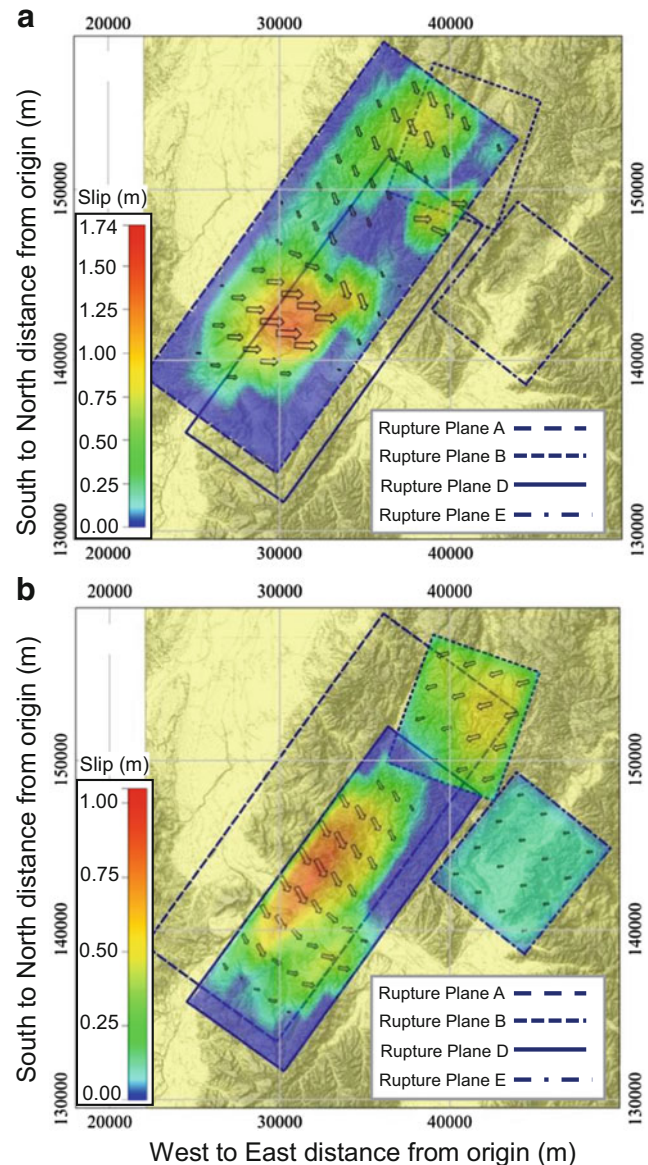 a
20000 30000 40000
South to North distance from origin (m)
Slip (m)
1.74
1.50
1.25
1.00
0.75
0.50
0.25
0.00
150000
140000
130000
150000
140000
130000
Rupture Plane A
Rupture Plane B
Rupture Plane D
Rupture Plane E
20000 30000 40000
b
20000 30000 40000
South to North distance from origin (m)
Slip (m)
1.00
0.75
0.50
0.25
0.00
150000
140000
130000
150000
140000
130000
Rupture Plane A
Rupture Plane B
Rupture Plane D
Rupture Plane E
20000 30000 40000
West to East distance from origin (m)